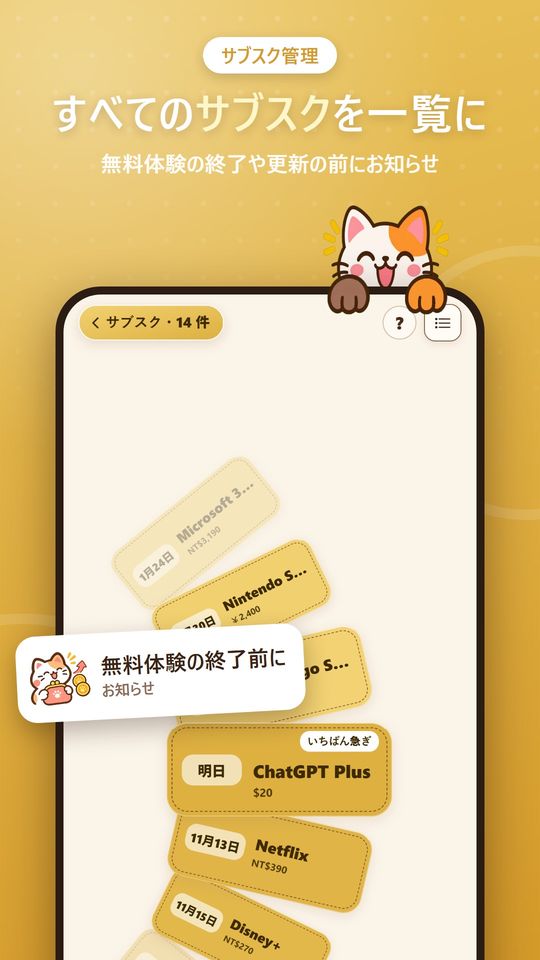 サブスク管理
すべてのサブスクを一覧に
無料体験の終了や更新の前にお知らせ
サブスク・14 件
?
Microsoft 3...
1月24日
NT$3,190
Nintendo S...
¥2,400
go S...
無料体験の終了前に
お知らせ
いちばん急ぎ
明日
ChatGPT Plus
$20
11月13日
Netflix
NT$390
11月15日
Disney+
NT$270